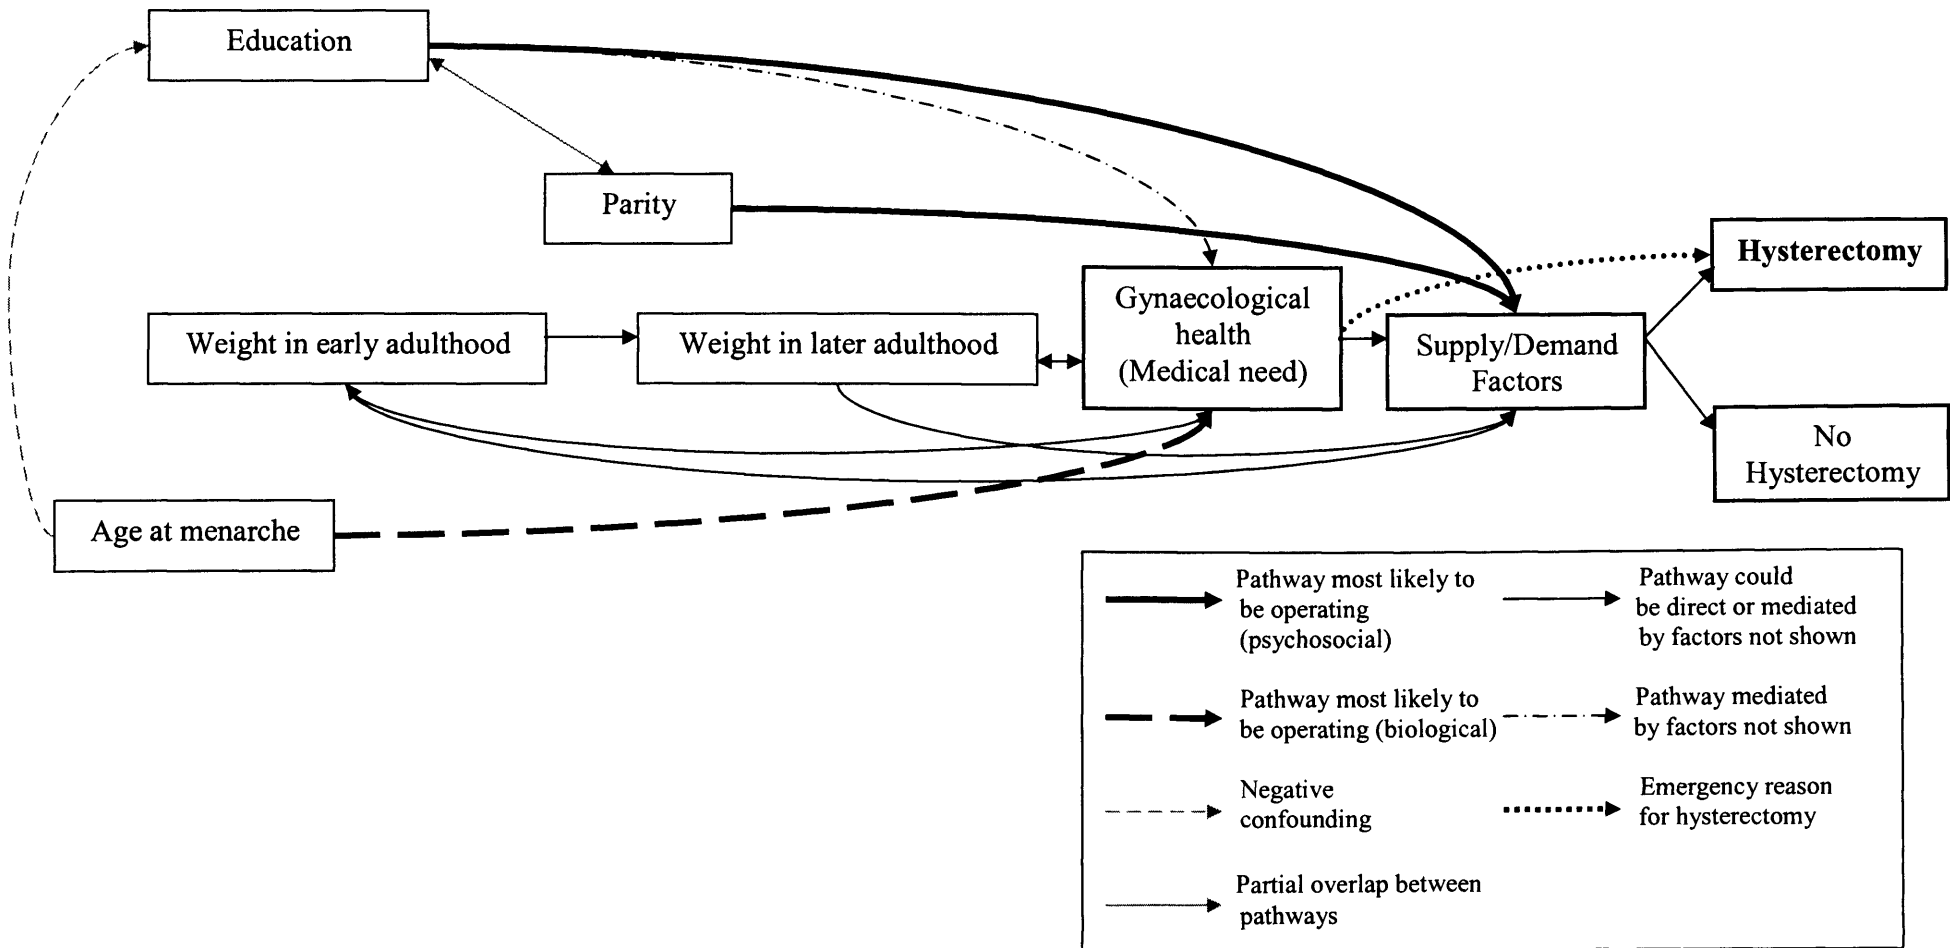 Education
Parity
Hysterectomy
Gynaecological
health
(Medical need)
Weight in early adulthood
Weight in later adulthood
Supply/Demand
Factors
No
Hysterectomy
Age at menarche
Pathway most likely to
be operating
(psychosocial)
Pathway could
be direct or mediated
by factors not shown
Pathway most likely to
be operating (biological)
Pathway mediated
by factors not shown
Negative
confounding
Emergency reason
for hysterectomy
Partial overlap between
pathways